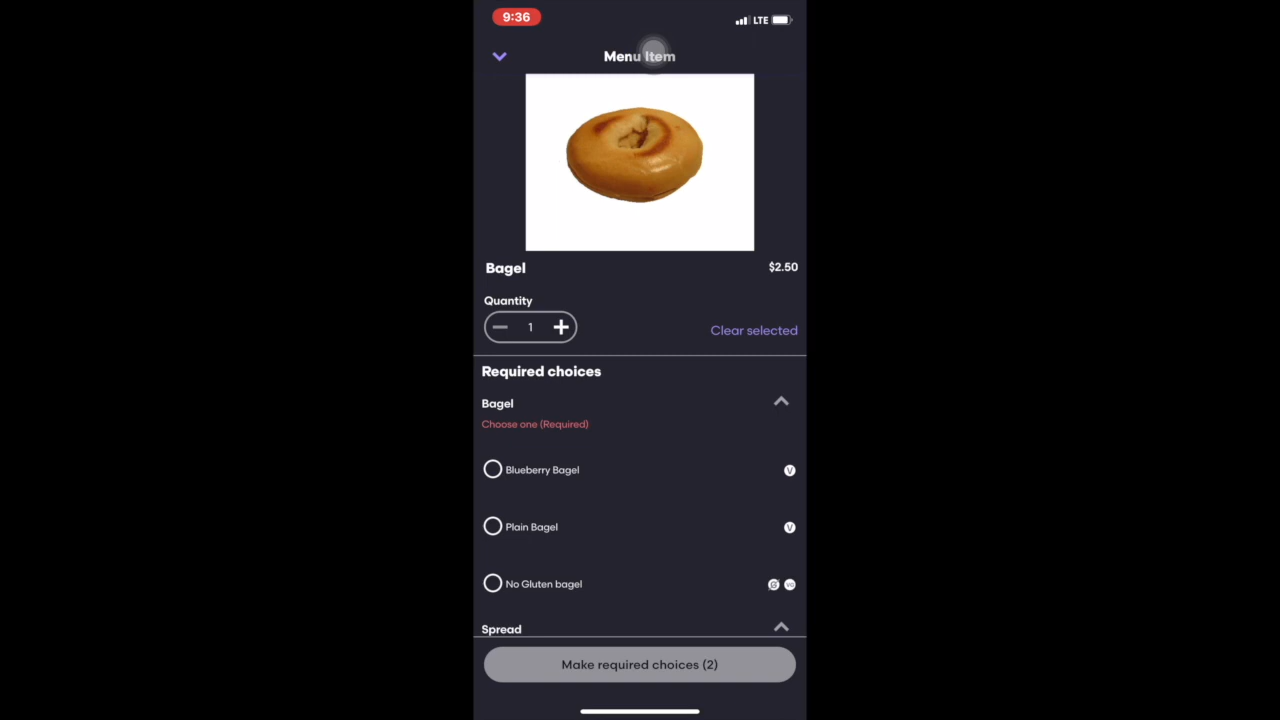 9:36
LTE
Menu Item
Bagel
$2.50
Quantity
1
Clear selected
Required choices
Bagel
Choose one (Required)
Blueberry Bagel
V
Plain Bagel
V
No Gluten bagel
G VG
Spread
Make required choices (2)